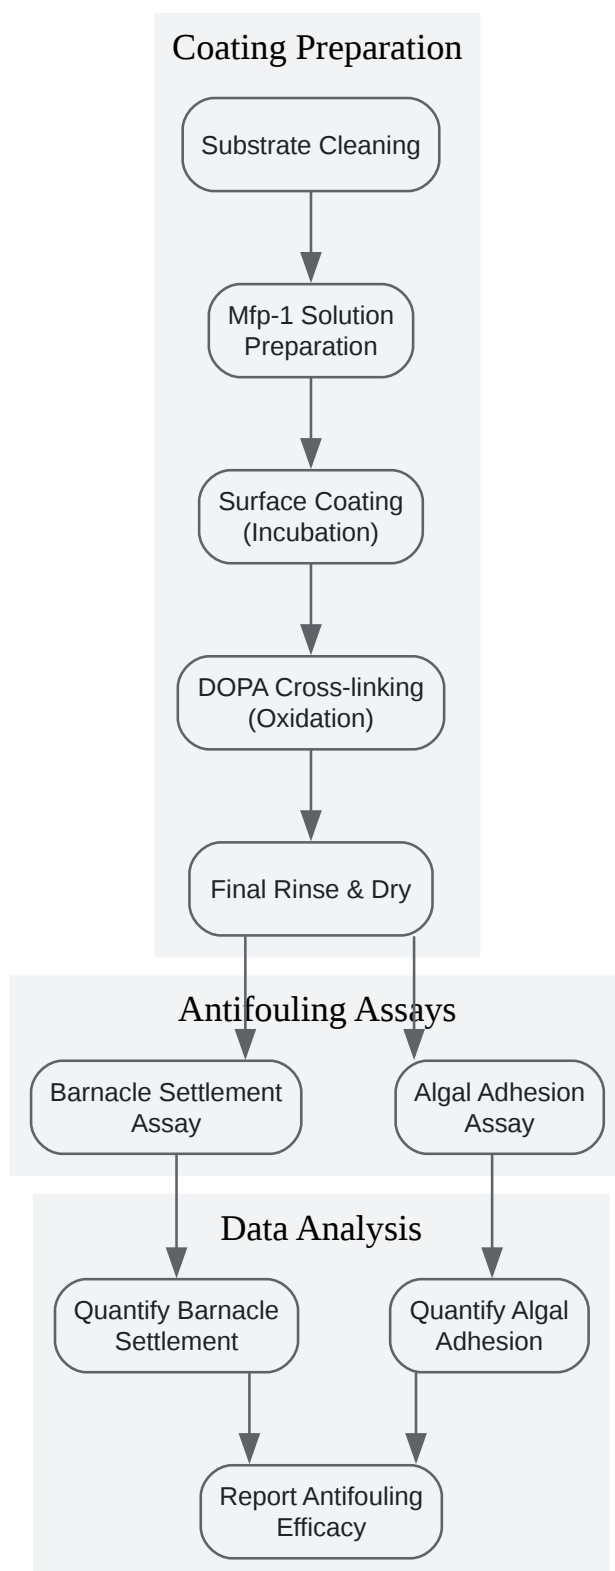 Coating Preparation
Substrate Cleaning
Mfp-1 Solution
Preparation
Surface Coating
(Incubation)
DOPA Cross-linking
(Oxidation)
Final Rinse & Dry
Antifouling Assays
Barnacle Settlement
Assay
Algal Adhesion
Assay
Data Analysis
Quantify Barnacle
Settlement
Quantify Algal
Adhesion
Report Antifouling
Efficacy